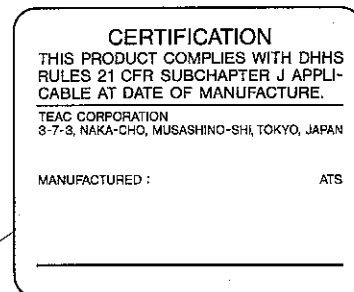 CERTIFICATION
THIS PRODUCT COMPLIES WITH DHHS
RULES 21 CFR SUBCHAPTER J APPLI-
CABLE AT DATE OF MANUFACTURE.
TEAC CORPORATION
3-7-3, NAKA-CHO, MUSASHINO-SHI, TOKYO, JAPAN
MANUFACTURED : ATS